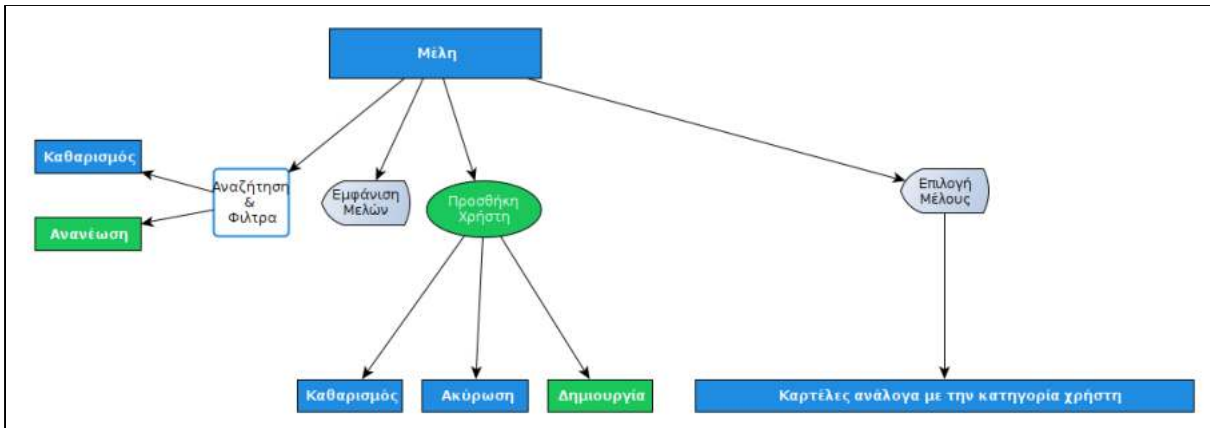 Μέλη
Καθαρισμός
Ανανέωση
Αναζήτηση
&
Φιλτρα
Εμφάνιση
Μελών
Προσθήκη
Χρήστη
Επιλογή
Μέλους
Καθαρισμός
Ακύρωση
Δημιουργία
Καρτέλες ανάλογα με την κατηγορία χρήστη